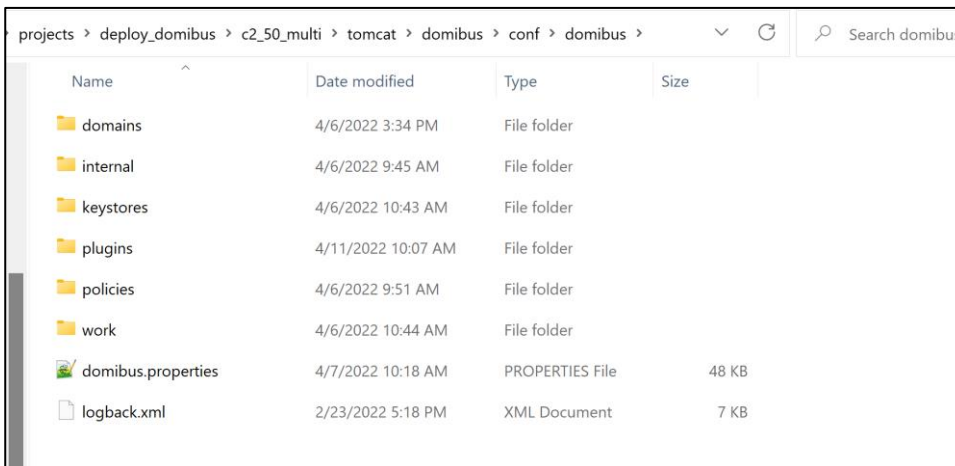 projects > deploy_domibus > c2_50_multi > tomcat > domibus > conf > domibus > Search domibus
Name Date modified Type Size
domains 4/6/2022 3:34 PM File folder
internal 4/6/2022 9:45 AM File folder
keystores 4/6/2022 10:43 AM File folder
plugins 4/11/2022 10:07 AM File folder
policies 4/6/2022 9:51 AM File folder
work 4/6/2022 10:44 AM File folder
domibus.properties 4/7/2022 10:18 AM PROPERTIES File 48 KB
logback.xml 2/23/2022 5:18 PM XML Document 7 KB